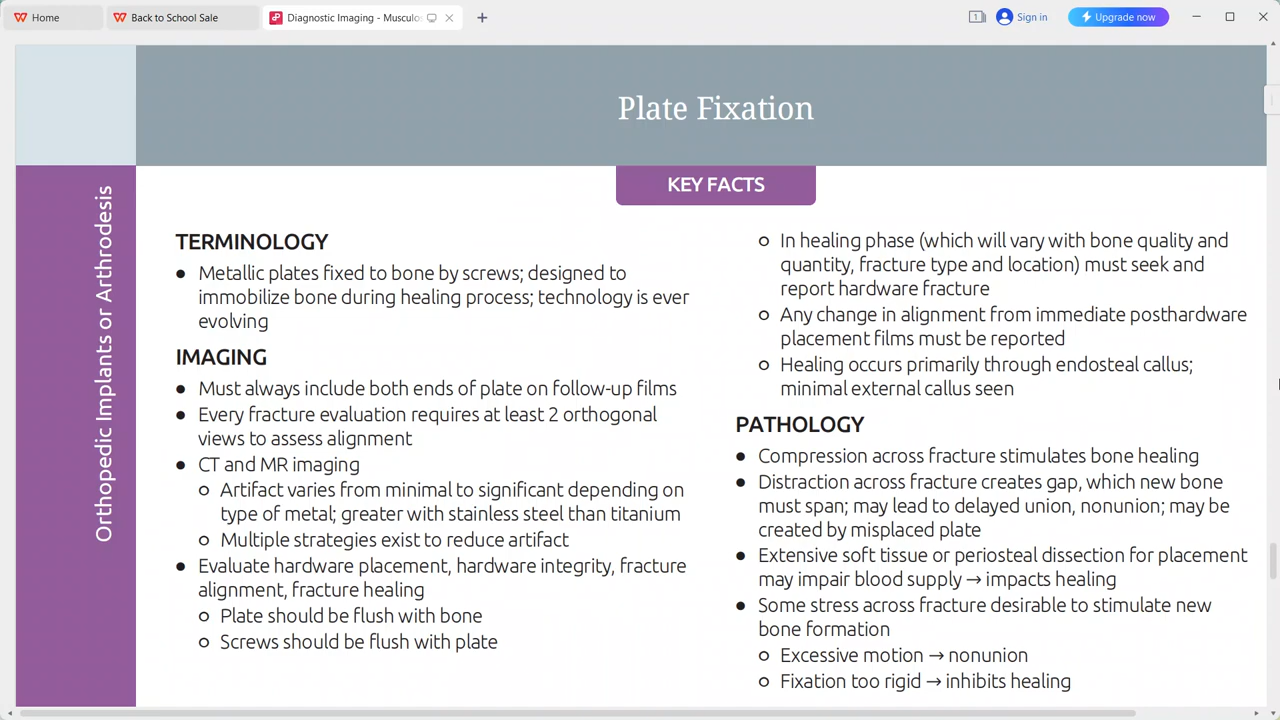 Home
Back to School Sale
Diagnostic Imaging - Musculos
1
Sign in
Upgrade now
Plate Fixation
KEY FACTS
Orthopedic Implants or Arthrodesis
TERMINOLOGY
● Metallic plates fixed to bone by screws; designed to
immobilize bone during healing process; technology is ever
evolving
IMAGING
● Must always include both ends of plate on follow-up films
● Every fracture evaluation requires at least 2 orthogonal
views to assess alignment
● CT and MR imaging
○ Artifact varies from minimal to significant depending on
type of metal; greater with stainless steel than titanium
○ Multiple strategies exist to reduce artifact
● Evaluate hardware placement, hardware integrity, fracture
alignment, fracture healing
○ Plate should be flush with bone
○ Screws should be flush with plate
○ In healing phase (which will vary with bone quality and
quantity, fracture type and location) must seek and
report hardware fracture
○ Any change in alignment from immediate posthardware
placement films must be reported
○ Healing occurs primarily through endosteal callus;
minimal external callus seen
PATHOLOGY
● Compression across fracture stimulates bone healing
● Distraction across fracture creates gap, which new bone
must span; may lead to delayed union, nonunion; may be
created by misplaced plate
● Extensive soft tissue or periosteal dissection for placement
may impair blood supply → impacts healing
● Some stress across fracture desirable to stimulate new
bone formation
○ Excessive motion → nonunion
○ Fixation too rigid → inhibits healing